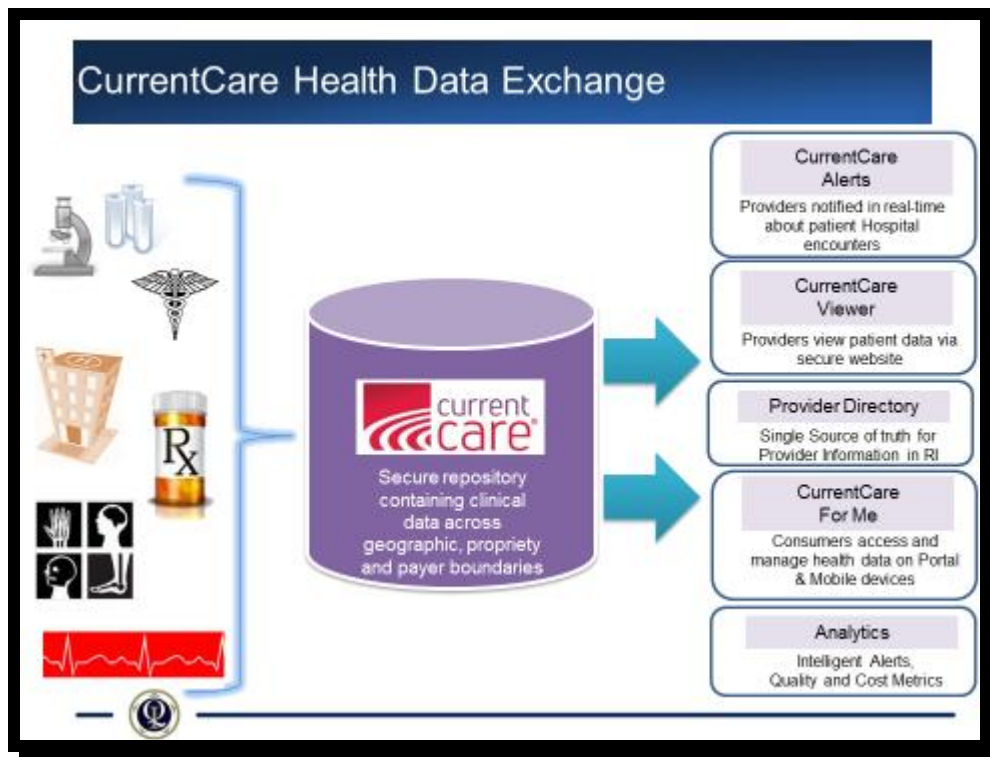 CurrentCare Health Data Exchange
Rx
current
care®
Secure repository
containing clinical
data across
geographic, propriety
and payer boundaries
CurrentCare
Alerts
Providers notified in real-time
about patient Hospital
encounters
CurrentCare
Viewer
Providers view patient data via
secure website
Provider Directory
Single Source of truth for
Provider Information in RI
CurrentCare
For Me
Consumers access and
manage health data on Portal
& Mobile devices
Analytics
Intelligent Alerts,
Quality and Cost Metrics